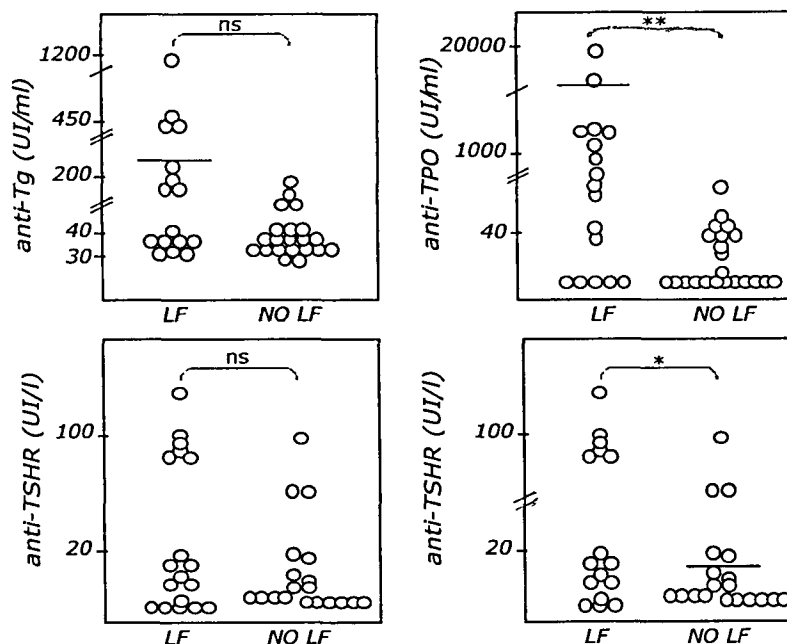 ns
1200
450
200
40
30
anti-Tg (UI/ml)
LF NO LF
**
20000
1000
40
anti-TPO (UI/ml)
LF NO LF
ns
100
20
anti-TSHR (UI/l)
LF NO LF
*
100
20
anti-TSHR (UI/l)
LF NO LF